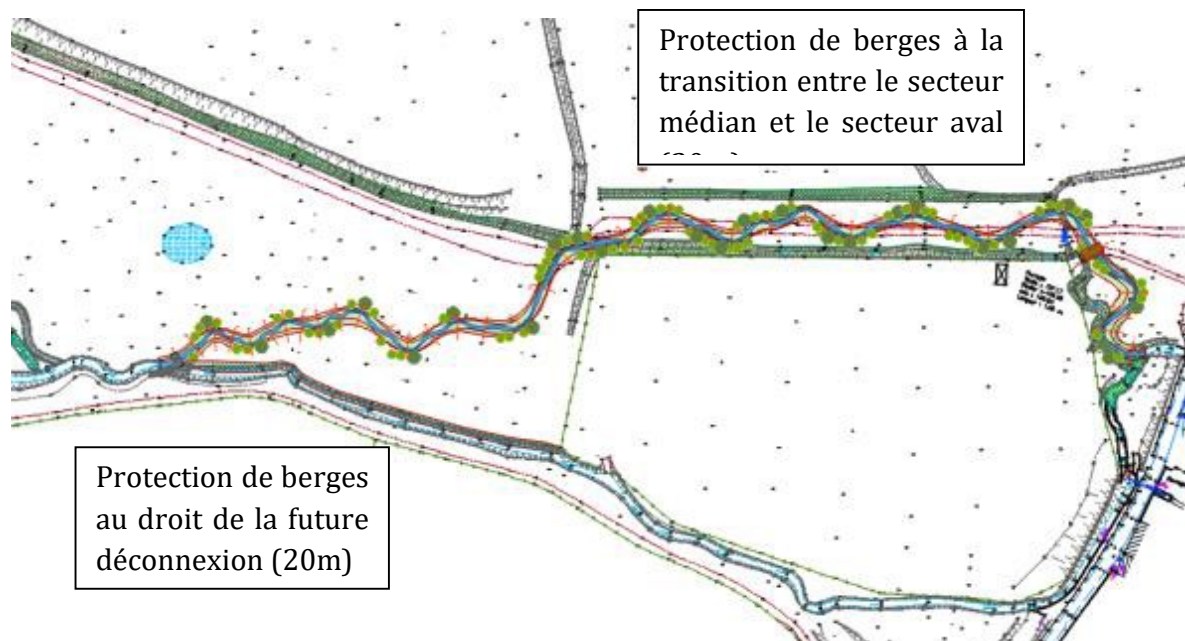 Protection de berges à la
transition entre le secteur
médian et le secteur aval
Protection de berges
au droit de la future
déconnexion (20m)